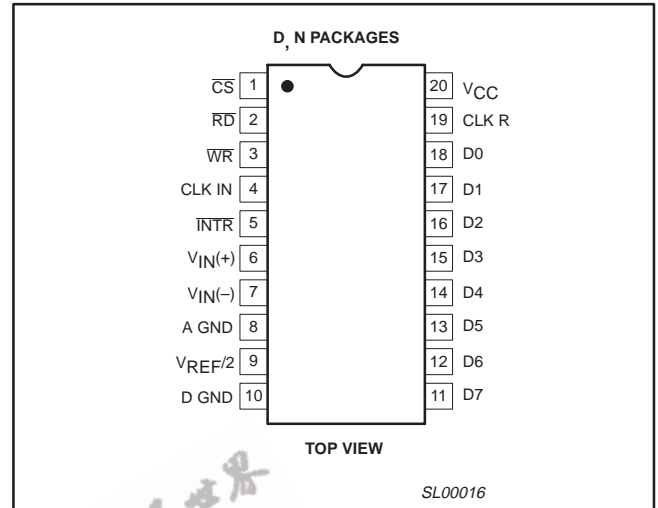 D, N PACKAGES
CS 1
RD 2
WR 3
CLK IN 4
INTR 5
VIN(+) 6
VIN(–) 7
A GND 8
VREF/2 9
D GND 10
20 VCC
19 CLK R
18 D0
17 D1
16 D2
15 D3
14 D4
13 D5
12 D6
11 D7
TOP VIEW
SL00016
世界